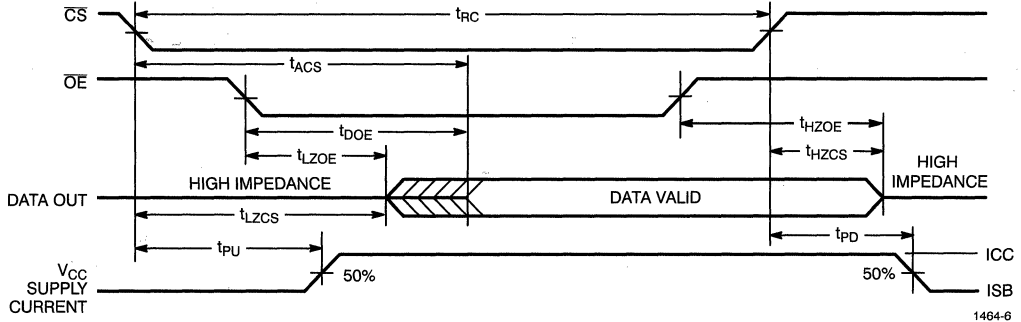 CS
tRC
tACS
OE
tDOE
tHZOE
tLZOE
tHZCS
HIGH IMPEDANCE
HIGH IMPEDANCE
DATA OUT
DATA VALID
tLZCS
tPU
tPD
ICC
VCC
SUPPLY
CURRENT
50%
50%
ISB
1464-6